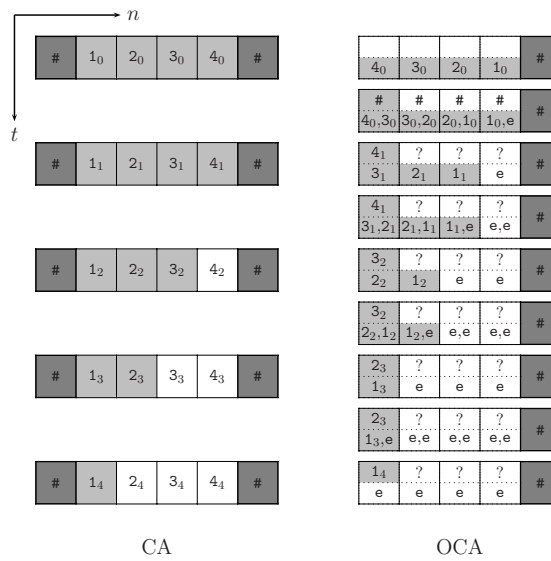 n
t
# 1₀ 2₀ 3₀ 4₀ #
4₀ 3₀ 2₀ 1₀ #
# # # #
4₀,3₀ 3₀,2₀ 2₀,1₀ 1₀,e #
# 1₁ 2₁ 3₁ 4₁ #
4₁ ? ? ?
3₁ 2₁ 1₁ e #
4₁ ? ? ?
3₁,2₁ 2₁,1₁ 1₁,e e,e #
# 1₂ 2₂ 3₂ 4₂ #
3₂ ? ? ?
2₂ 1₂ e e #
3₂ ? ? ?
2₂,1₂ 1₂,e e,e e,e #
# 1₃ 2₃ 3₃ 4₃ #
2₃ ? ? ?
1₃ e e e #
2₃ ? ? ?
1₃,e e,e e,e e,e #
# 1₄ 2₄ 3₄ 4₄ #
1₄ ? ? ?
e e e e #
CA
OCA